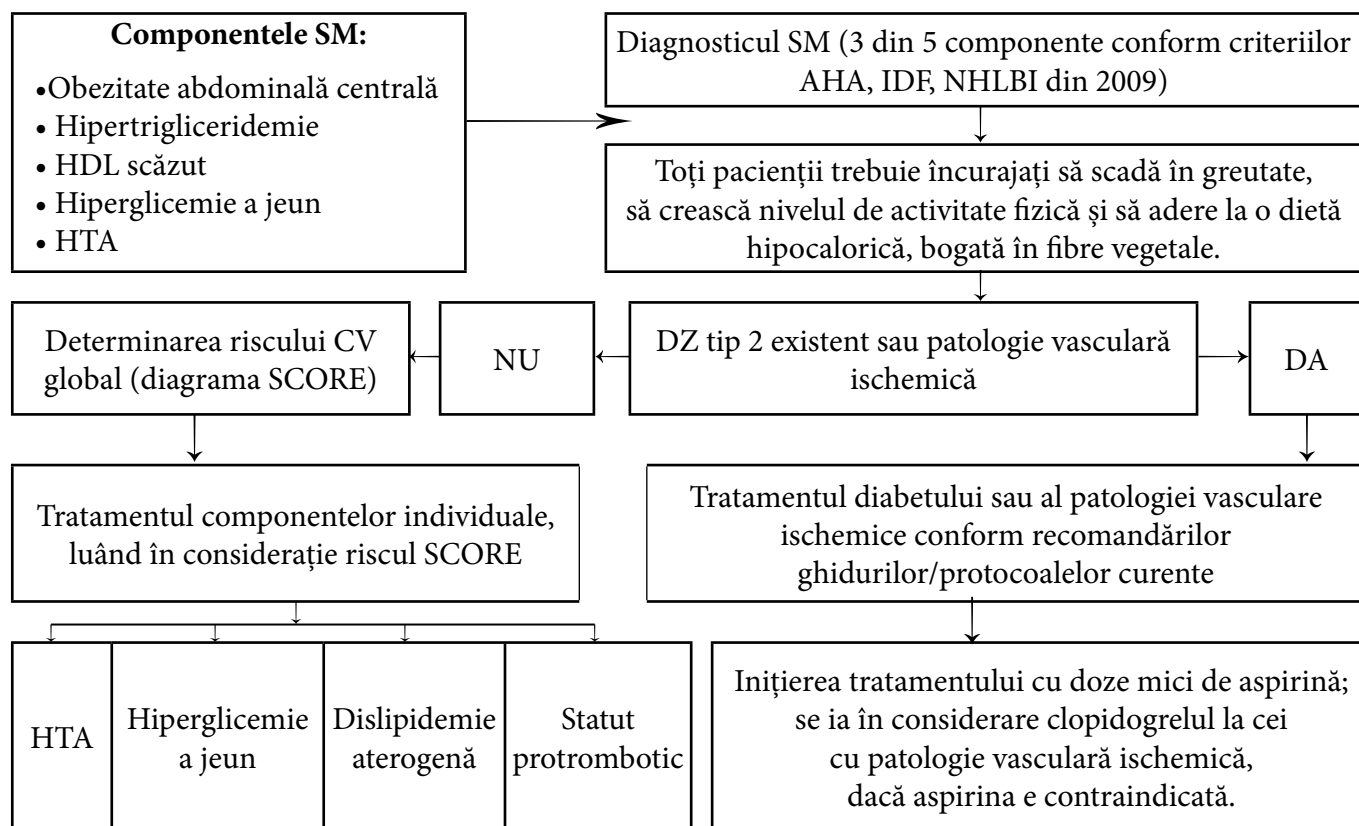 Componentele SM:
•Obezitate abdominală centrală
• Hipertrigliceridemie
• HDL scăzut
• Hiperglicemie a jeun
• HTA
Diagnosticul SM (3 din 5 componente conform criteriilor
AHA, IDF, NHLBI din 2009)
Toți pacienții trebuie încurajați să scadă în greutate,
să crească nivelul de activitate fizică și să adere la o dietă
hipocalorică, bogată în fibre vegetale.
Determinarea riscului CV
global (diagrama SCORE)
NU
DZ tip 2 existent sau patologie vasculară
ischemică
DA
Tratamentul componentelor individuale,
luând în considerație riscul SCORE
Tratamentul diabetului sau al patologiei vasculare
ischemice conform recomandărilor
ghidurilor/protocoalelor curente
HTA
Hiperglicemie
a jeun
Dislipidemie
aterogenă
Statut
protrombotic
Inițierea tratamentului cu doze mici de aspirină;
se ia în considerare clopidogrelul la cei
cu patologie vasculară ischemică,
dacă aspirina e contraindicată.